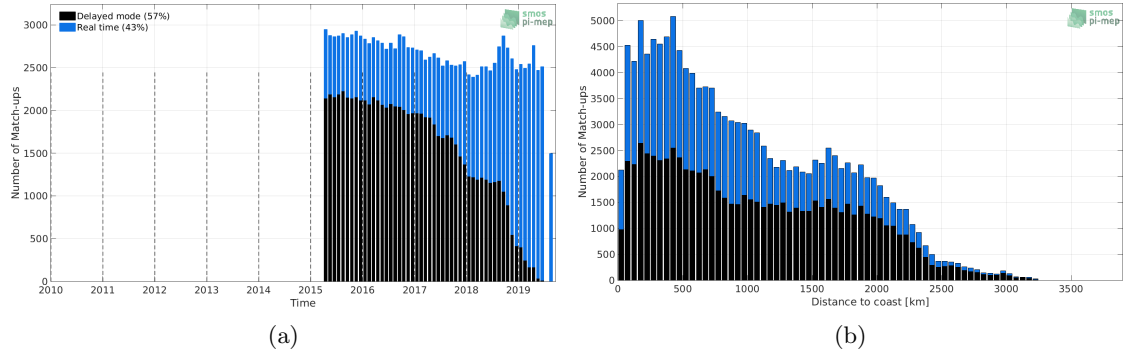 Delayed mode (57%)
Real time (43%)
smos
pi-mep
Number of Match-ups
3000
2500
2000
1500
1000
500
0
2010 2011 2012 2013 2014 2015 2016 2017 2018 2019
Time
(a)
smos
pi-mep
Number of Match-ups
5000
4500
4000
3500
3000
2500
2000
1500
1000
500
0
0 500 1000 1500 2000 2500 3000 3500
Distance to coast [km]
(b)